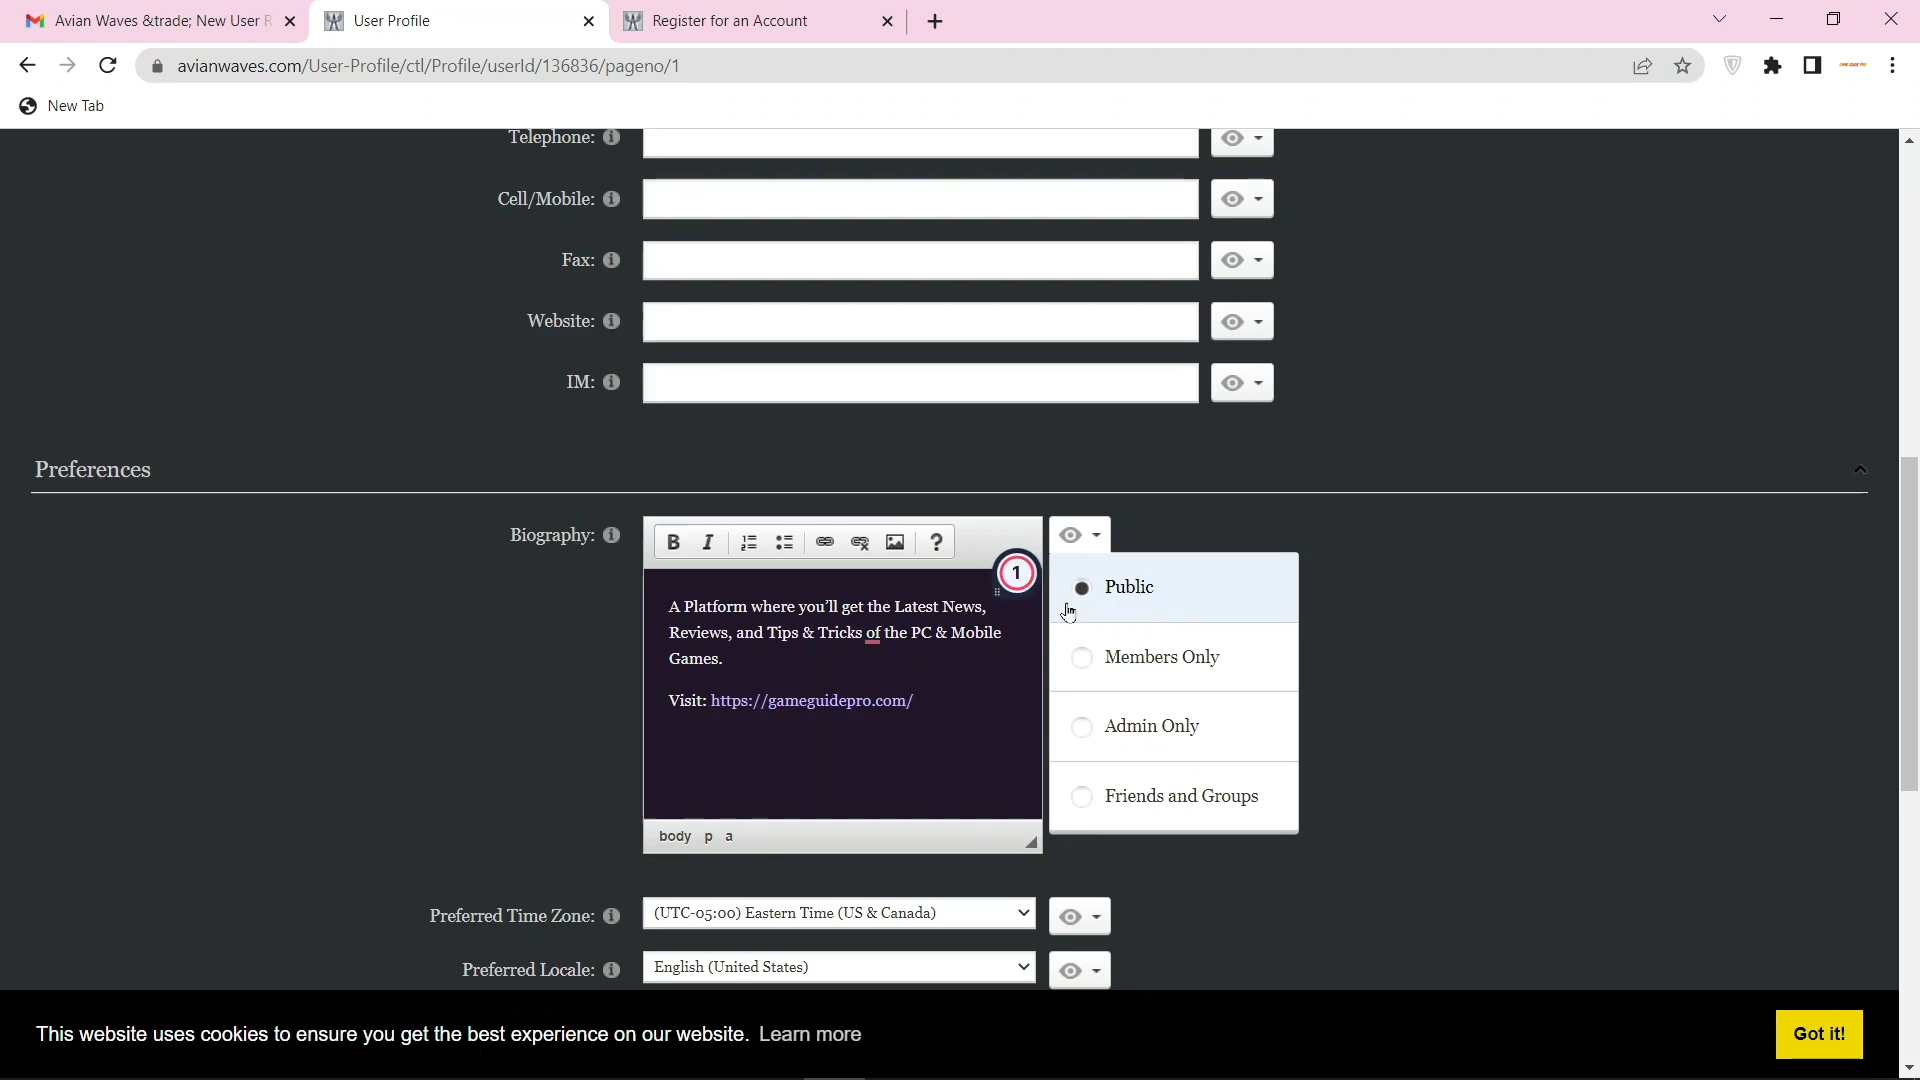 Avian Waves &trade; New User R
User Profile
Register for an Account
avianwaves.com/User-Profile/ctl/Profile/userId/136836/pageno/1
New Tab
Telephone:
Cell/Mobile:
Fax:
Website:
IM:
Preferences
Biography:
B I ?
1
A Platform where you'll get the Latest News,
Reviews, and Tips & Tricks of the PC & Mobile
Games.
Visit: https://gameguidepro.com/
body p a
Public
Members Only
Admin Only
Friends and Groups
Preferred Time Zone: (UTC-05:00) Eastern Time (US & Canada)
Preferred Locale: English (United States)
This website uses cookies to ensure you get the best experience on our website. Learn more
Got it!